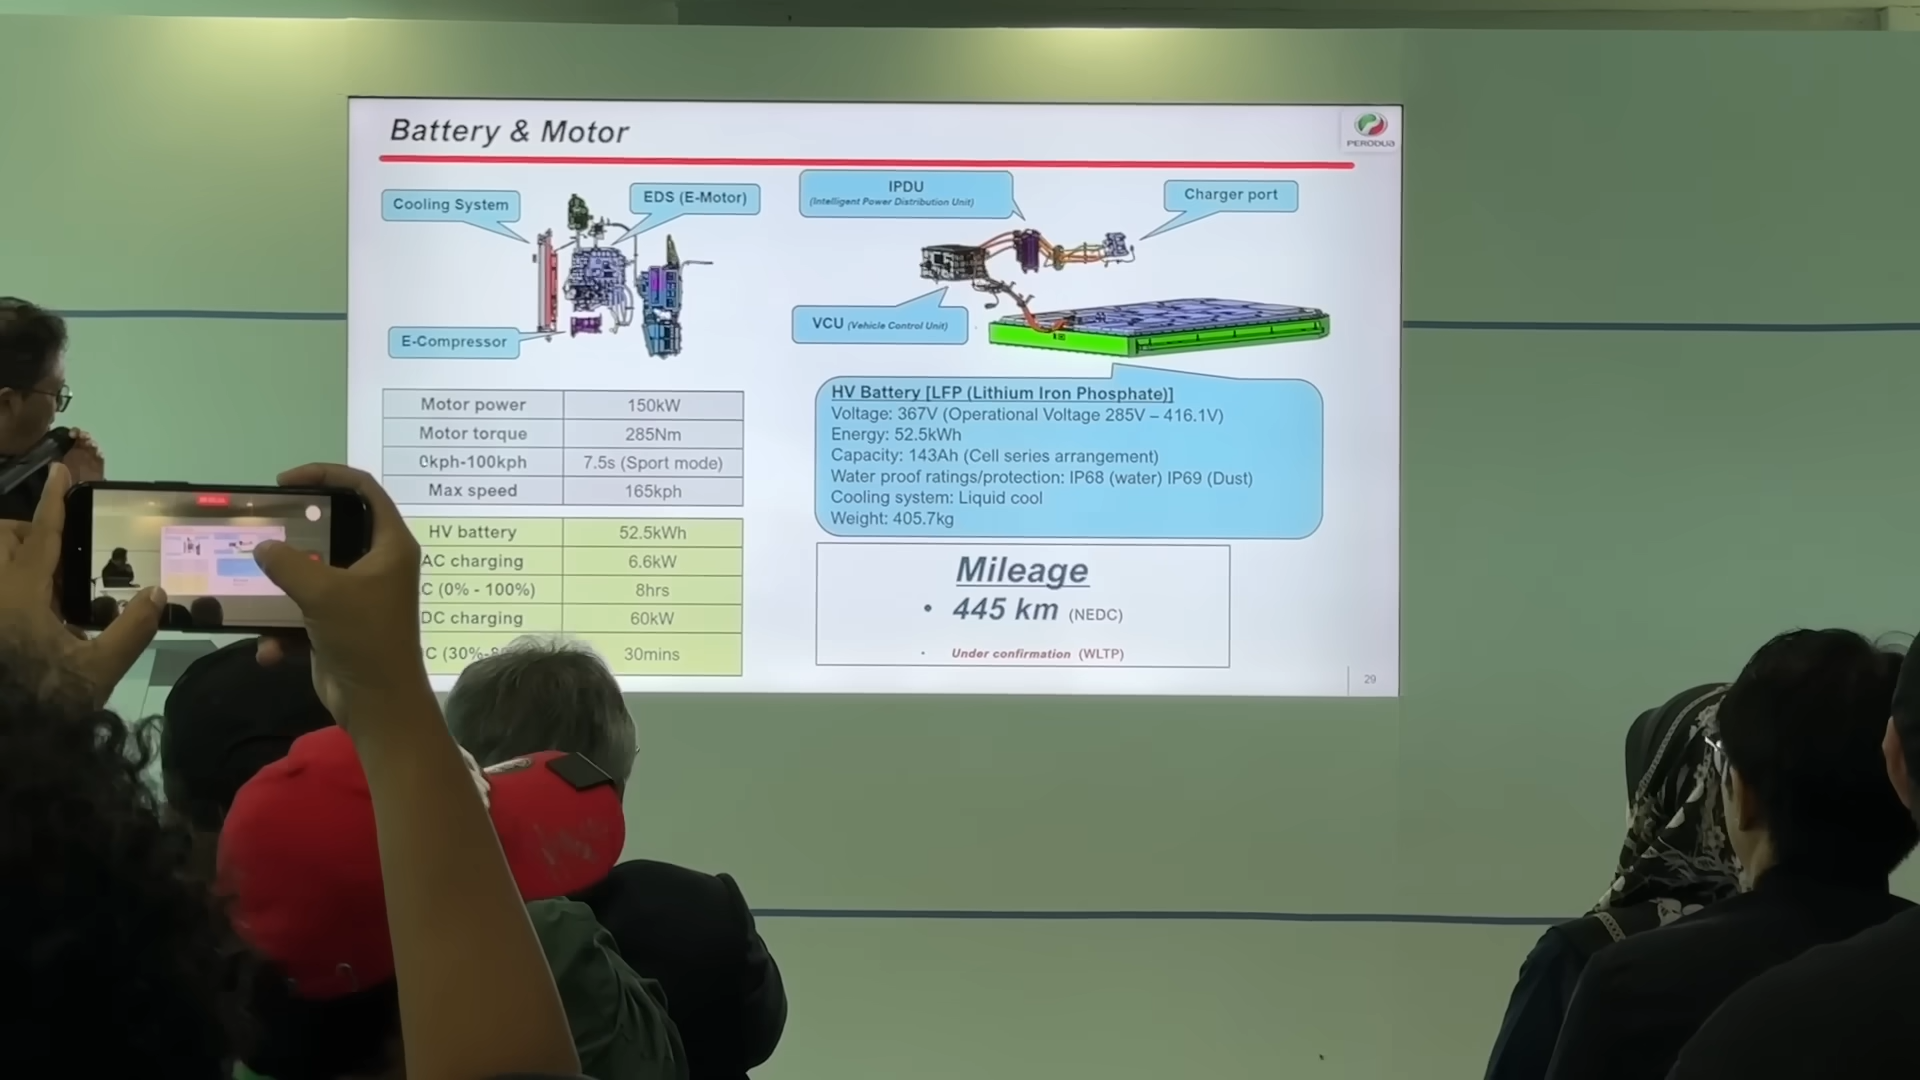 Battery & Motor
PERODUA
Cooling System
EDS (E-Motor)
E-Compressor
IPDU
(Intelligent Power Distribution Unit)
Charger port
VCU (Vehicle Control Unit)
Motor power 150kW
Motor torque 285Nm
0kph-100kph 7.5s (Sport mode)
Max speed 165kph
HV battery 52.5kWh
AC charging 6.6kW
C (0% - 100%) 8hrs
DC charging 60kW
C (30%- 30mins
HV Battery [LFP (Lithium Iron Phosphate)]
Voltage: 367V (Operational Voltage 285V – 416.1V)
Energy: 52.5kWh
Capacity: 143Ah (Cell series arrangement)
Water proof ratings/protection: IP68 (water) IP69 (Dust)
Cooling system: Liquid cool
Weight: 405.7kg
Mileage
• 445 km (NEDC)
• Under confirmation (WLTP)
29